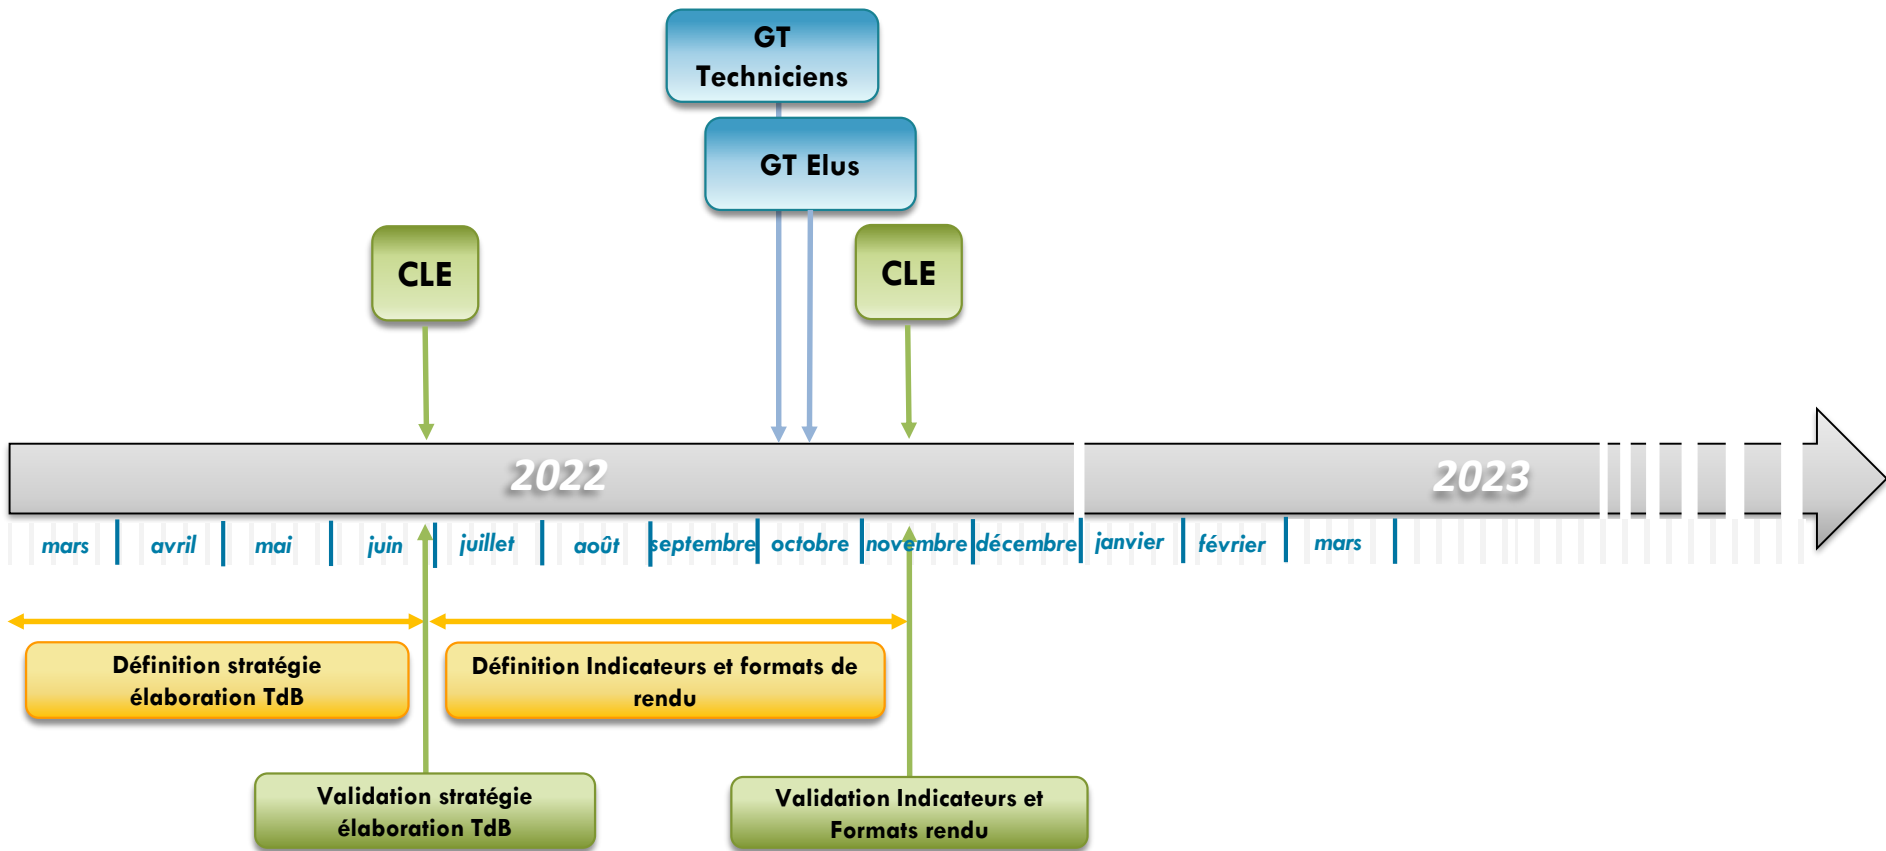 GT
Techniciens
GT Elus
CLE
CLE
2022
2023
mars
avril
mai
juin
juillet
août
septembre
octobre
novembre
décembre
janvier
février
mars
Définition stratégie
élaboration TdB
Définition Indicateurs et formats de
rendu
Validation stratégie
élaboration TdB
Validation Indicateurs et
Formats rendu